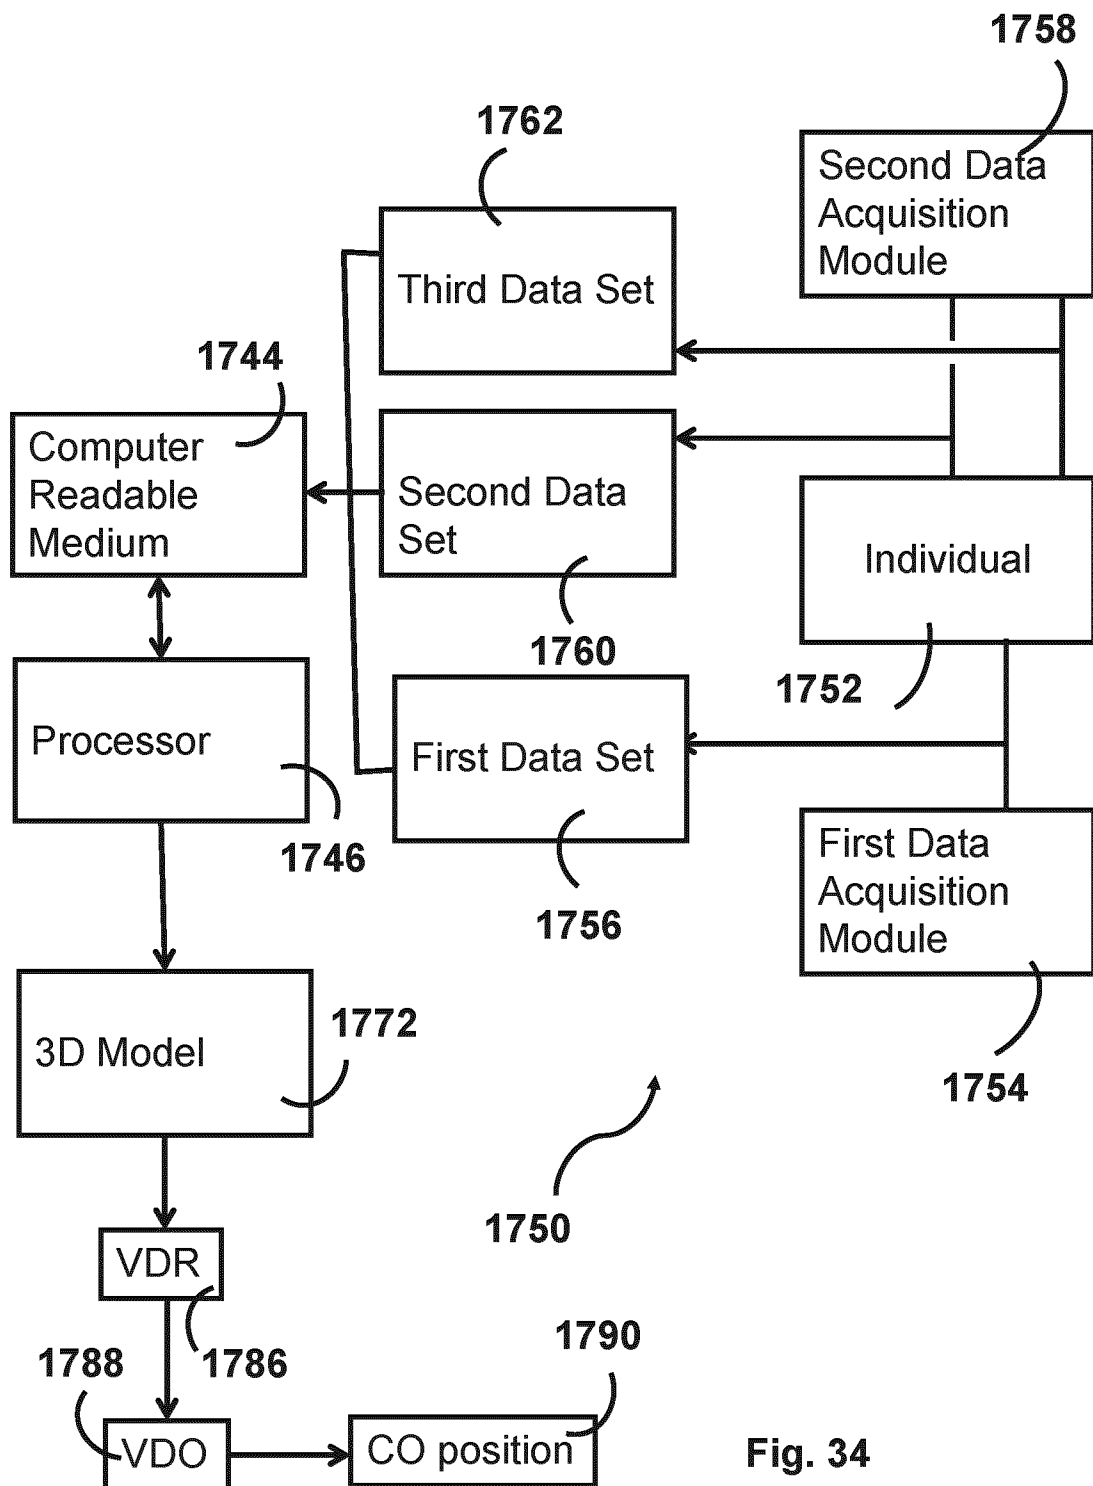 1758
Second Data
Acquisition
Module
1762
Third Data Set
1744
Computer
Readable
Medium
Second Data
Set
1760
Individual
1752
Processor
1746
First Data Set
1756
First Data
Acquisition
Module
1754
3D Model
1772
1750
VDR
1786
1788
VDO
1790
CO position
Fig. 34